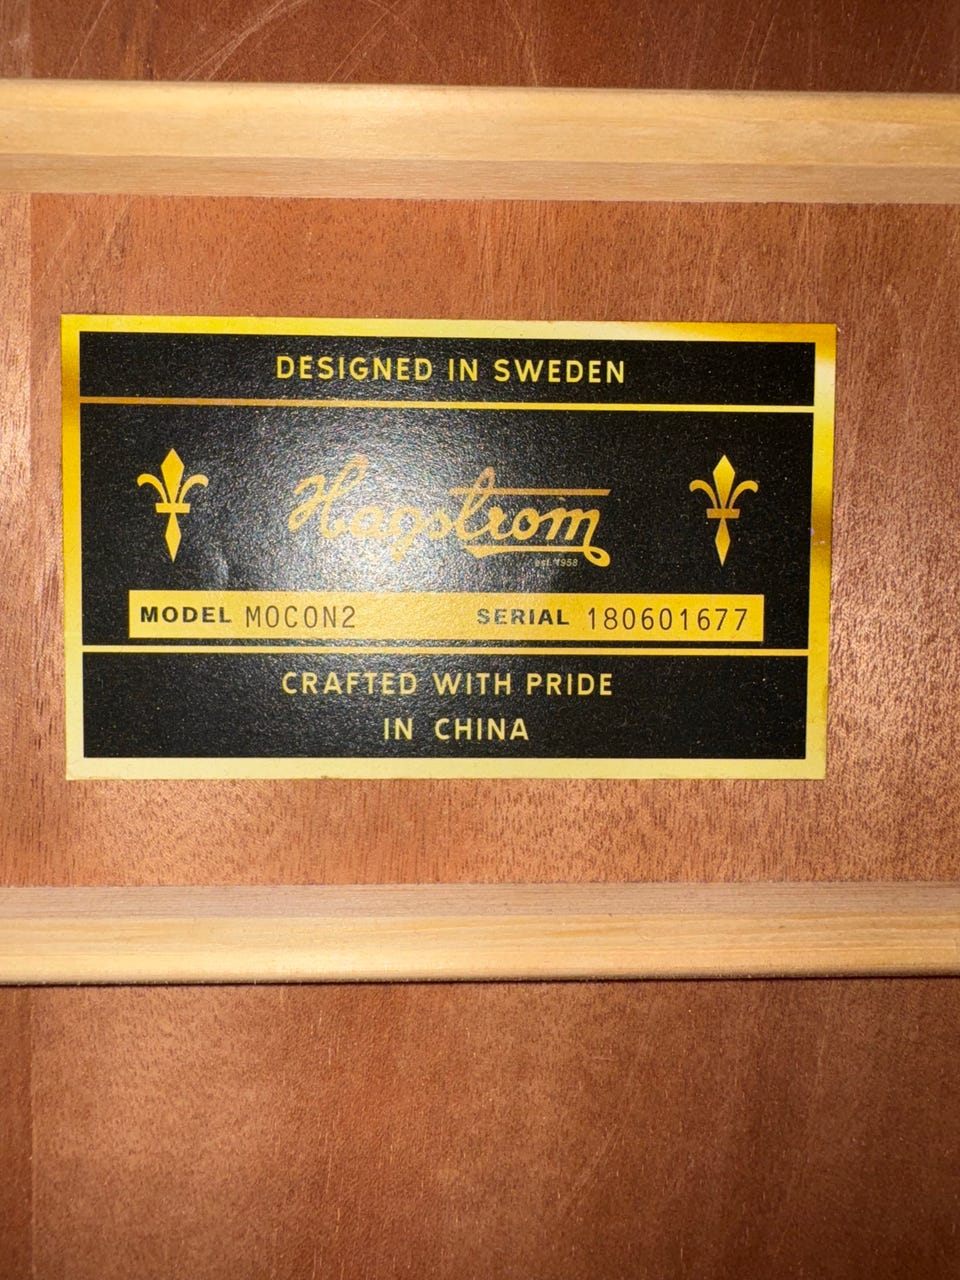 DESIGNED IN SWEDEN
Hagstrom
est. 1958
MODEL MOCON2 SERIAL 180601677
CRAFTED WITH PRIDE
IN CHINA